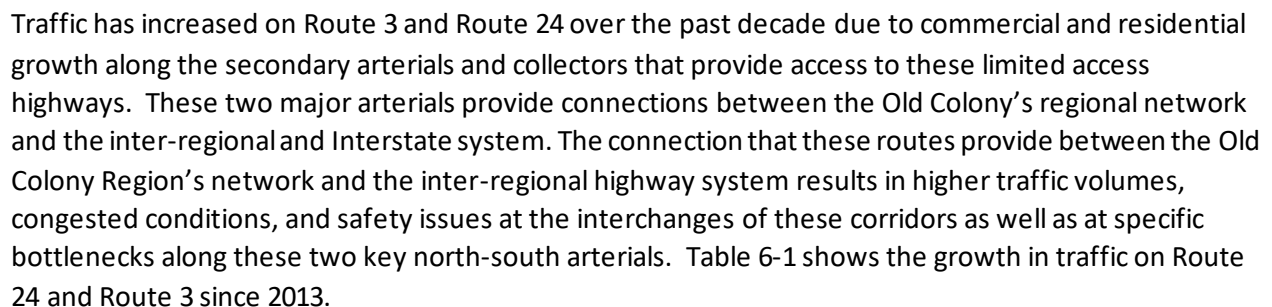 Traffic has increased on Route 3 and Route 24 over the past decade due to commercial and residential
growth along the secondary arterials and collectors that provide access to these limited access
highways.  These two major arterials provide connections between the Old Colony’s regional network
and the inter-regional and Interstate system. The connection that these routes provide between the Old
Colony Region’s network and the inter-regional highway system results in higher traffic volumes,
congested conditions, and safety issues at the interchanges of these corridors as well as at specific
bottlenecks along these two key north-south arterials.  Table 6-1 shows the growth in traffic on Route
24 and Route 3 since 2013.